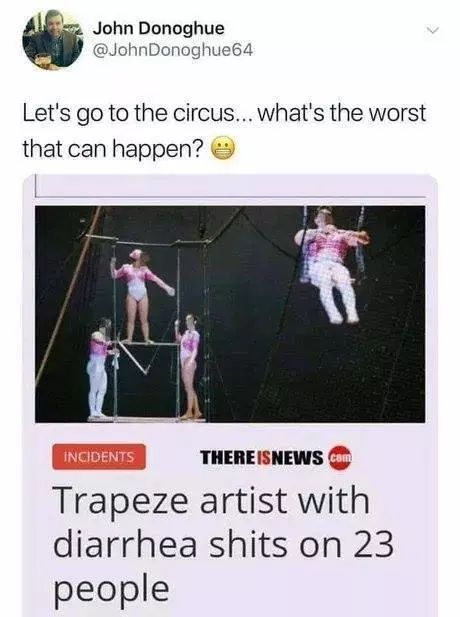 John Donoghue
@JohnDonoghue64
Let's go to the circus... what's the worst
that can happen? 😬
INCIDENTS
THEREISNEWS.com
Trapeze artist with
diarrhea shits on 23
people